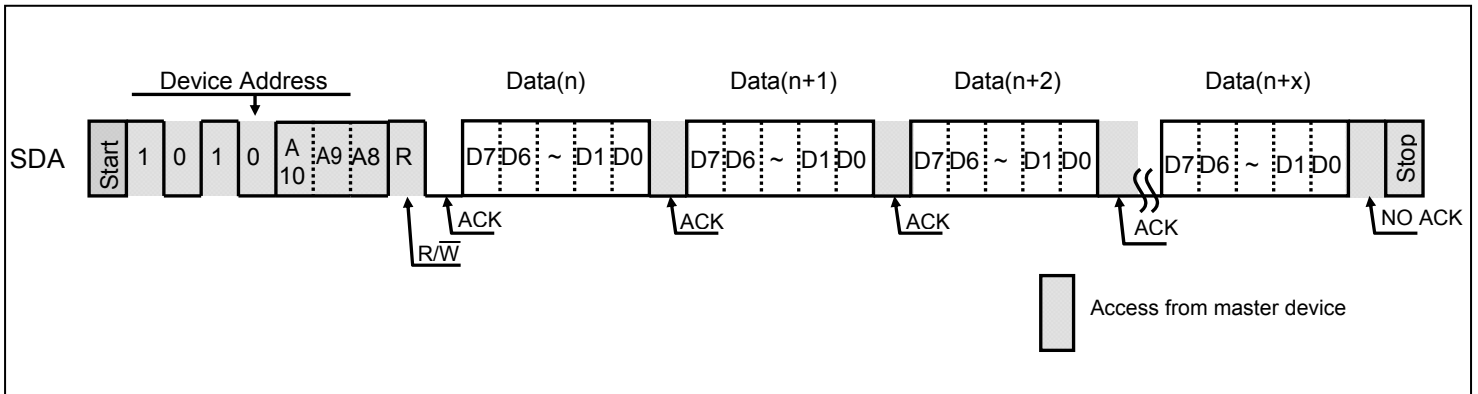 Device Address Data(n) Data(n+1) Data(n+2) Data(n+x)
SDA Start 1 0 1 0 A10 A9 A8 R D7 D6 ~ D1 D0 D7 D6 ~ D1 D0 D7 D6 ~ D1 D0 D7 D6 ~ D1 D0 Stop
ACK ACK ACK ACK NO ACK
R/W̅
Access from master device